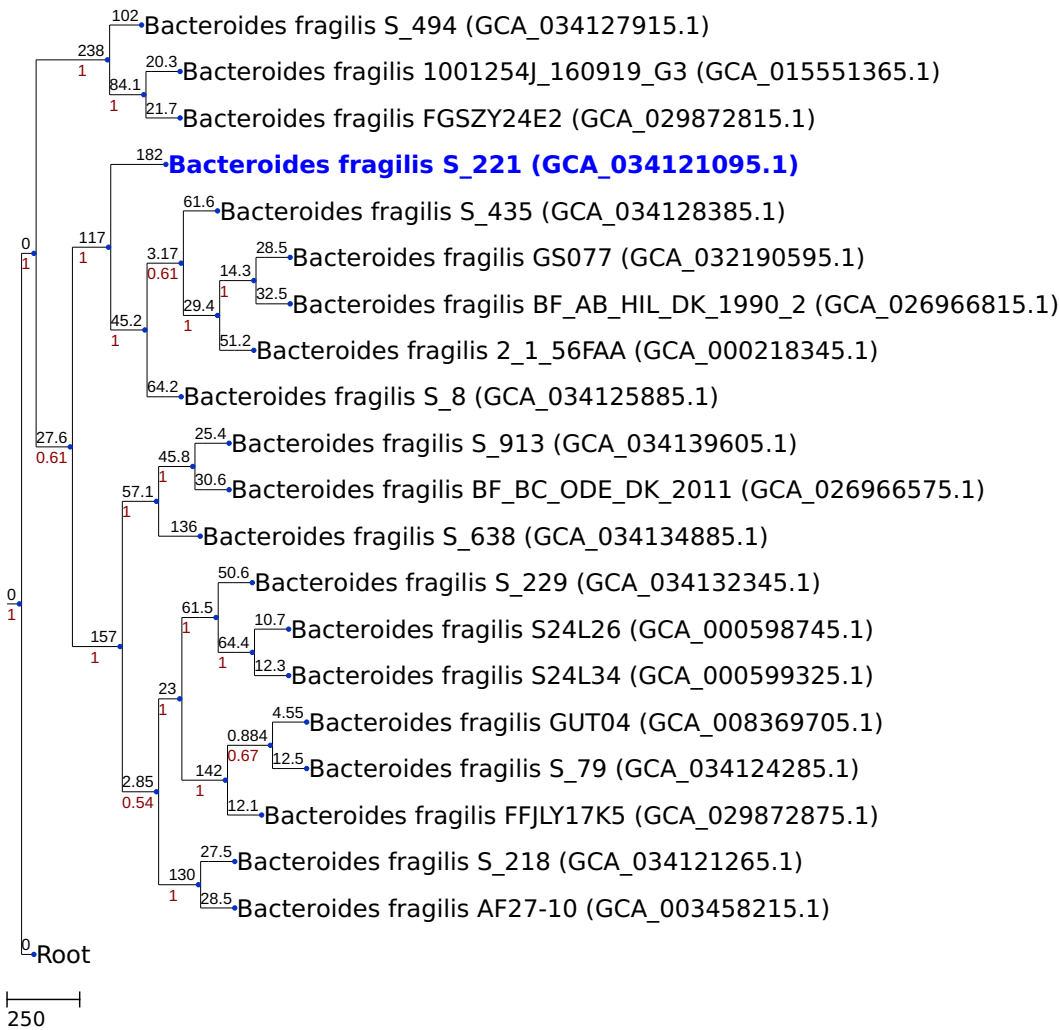 102
Bacteroides fragilis S_494 (GCA_034127915.1)
238
1
20.3
Bacteroides fragilis 1001254J_160919_G3 (GCA_015551365.1)
84.1
1
21.7
Bacteroides fragilis FGSZY24E2 (GCA_029872815.1)
182
Bacteroides fragilis S_221 (GCA_034121095.1)
61.6
Bacteroides fragilis S_435 (GCA_034128385.1)
0
1
117
1
3.17
0.61
28.5
Bacteroides fragilis GS077 (GCA_032190595.1)
14.3
1
32.5
Bacteroides fragilis BF_AB_HIL_DK_1990_2 (GCA_026966815.1)
29.4
1
45.2
1
51.2
Bacteroides fragilis 2_1_56FAA (GCA_000218345.1)
64.2
Bacteroides fragilis S_8 (GCA_034125885.1)
27.6
0.61
25.4
Bacteroides fragilis S_913 (GCA_034139605.1)
45.8
1
30.6
Bacteroides fragilis BF_BC_ODE_DK_2011 (GCA_026966575.1)
57.1
1
136
Bacteroides fragilis S_638 (GCA_034134885.1)
50.6
Bacteroides fragilis S_229 (GCA_034132345.1)
0
1
61.5
1
10.7
Bacteroides fragilis S24L26 (GCA_000598745.1)
157
1
64.4
1
12.3
Bacteroides fragilis S24L34 (GCA_000599325.1)
23
1
4.55
Bacteroides fragilis GUT04 (GCA_008369705.1)
0.884
0.67
12.5
Bacteroides fragilis S_79 (GCA_034124285.1)
142
1
2.85
0.54
12.1
Bacteroides fragilis FFJLY17K5 (GCA_029872875.1)
27.5
Bacteroides fragilis S_218 (GCA_034121265.1)
130
1
28.5
Bacteroides fragilis AF27-10 (GCA_003458215.1)
0
Root
250